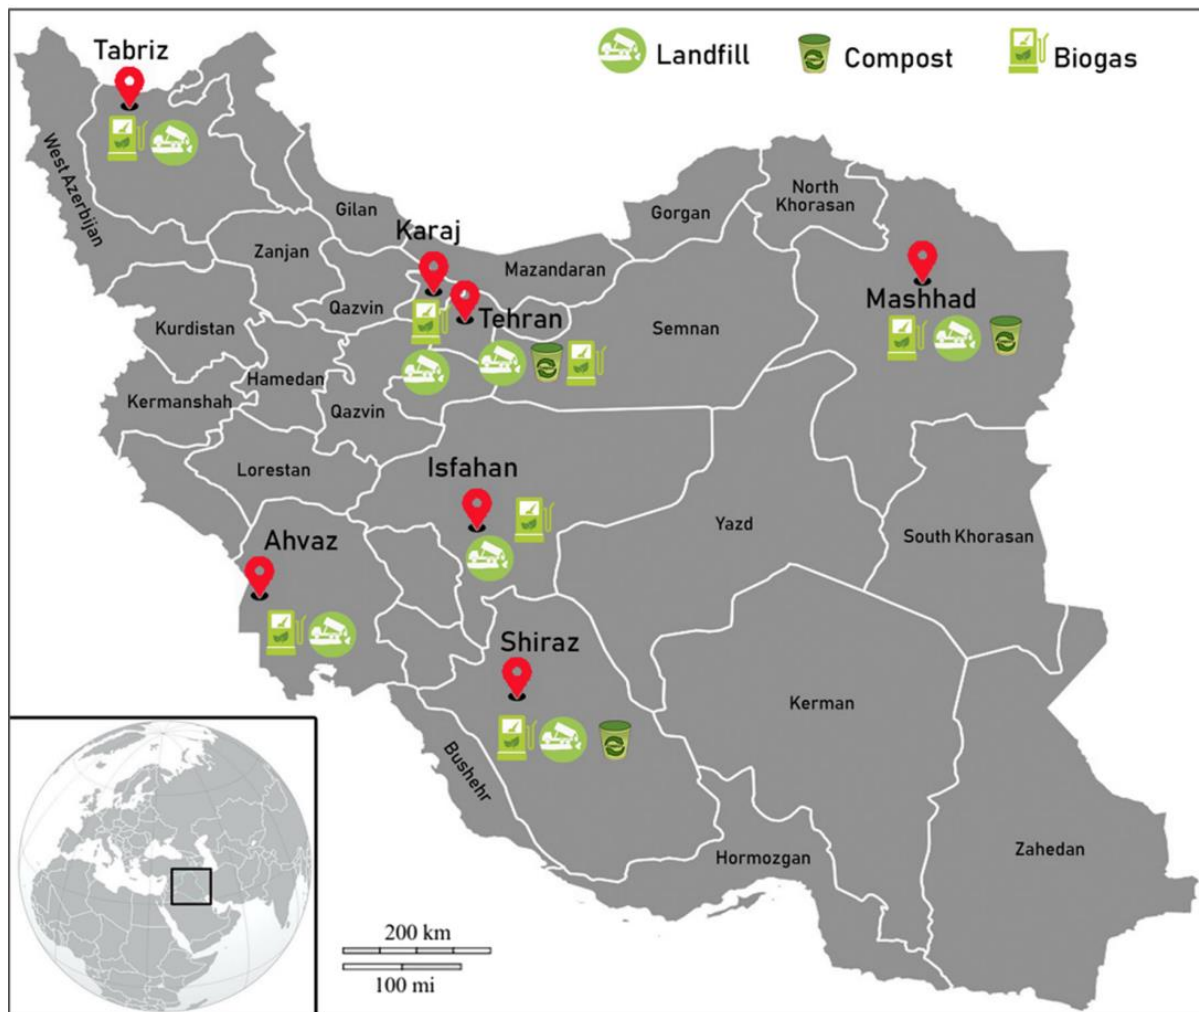 Tabriz
Landfill
Compost
Biogas
West Azerbijan
Gilan
Karaj
Zanjan
Mazandaran
Gorgan
North
Khorasan
Mashhad
Qazvin
Tehran
Semnan
Kurdistan
Hamedan
Kermanshah
Qazvin
Lorestan
Isfahan
Yazd
South Khorasan
Ahvaz
Shiraz
Kerman
Bushehr
Hormozgan
Zahedan
200 km
100 mi